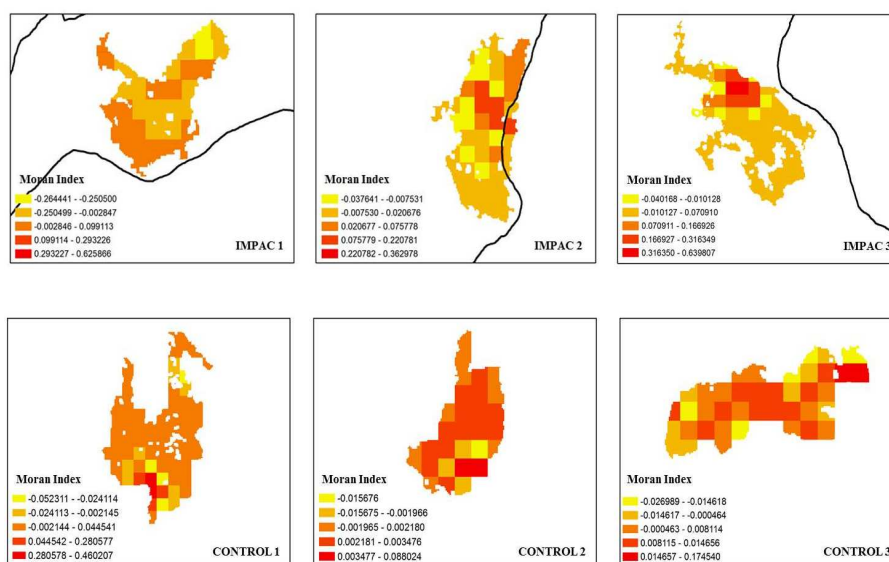 Moran Index
-0.264441 - -0.250500
-0.250499 - -0.002847
-0.002846 - 0.099113
0.099114 - 0.293226
0.293227 - 0.625866
IMPAC 1
Moran Index
-0.037641 - -0.007531
-0.007530 - 0.020676
0.020677 - 0.075778
0.075779 - 0.220781
0.220782 - 0.362978
IMPAC 2
Moran Index
-0.040168 - -0.010128
-0.010127 - 0.070910
0.070911 - 0.166926
0.166927 - 0.316349
0.316350 - 0.639807
IMPAC 3
Moran Index
-0.052311 - -0.024114
-0.024113 - -0.002145
-0.002144 - 0.044541
0.044542 - 0.280577
0.280578 - 0.460207
CONTROL 1
Moran Index
-0.015676
-0.015675 - -0.001966
-0.001965 - 0.002180
0.002181 - 0.003476
0.003477 - 0.088024
CONTROL 2
Moran Index
-0.026989 - -0.014618
-0.014617 - -0.000464
-0.000463 - 0.008114
0.008115 - 0.014656
0.014657 - 0.174540
CONTROL 3